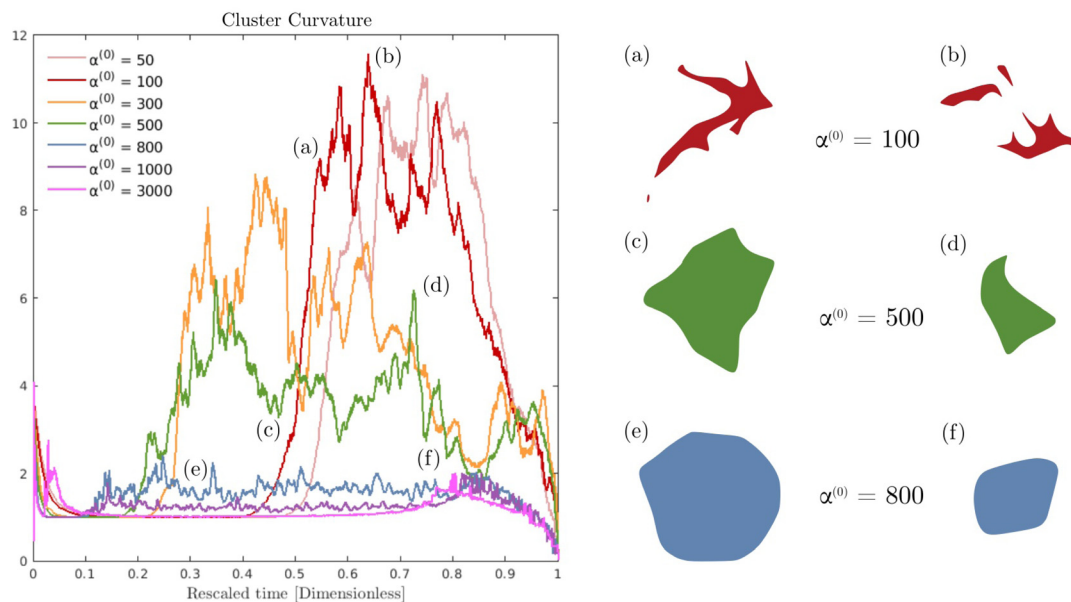 Cluster Curvature
12
10
8
6
4
2
0
α(0) = 50
α(0) = 100
α(0) = 300
α(0) = 500
α(0) = 800
α(0) = 1000
α(0) = 3000
(a)
(b)
(c)
(d)
(e)
(f)
0 0.1 0.2 0.3 0.4 0.5 0.6 0.7 0.8 0.9 1
Rescaled time [Dimensionless]
(a) (b)
α(0) = 100
(c) (d)
α(0) = 500
(e) (f)
α(0) = 800